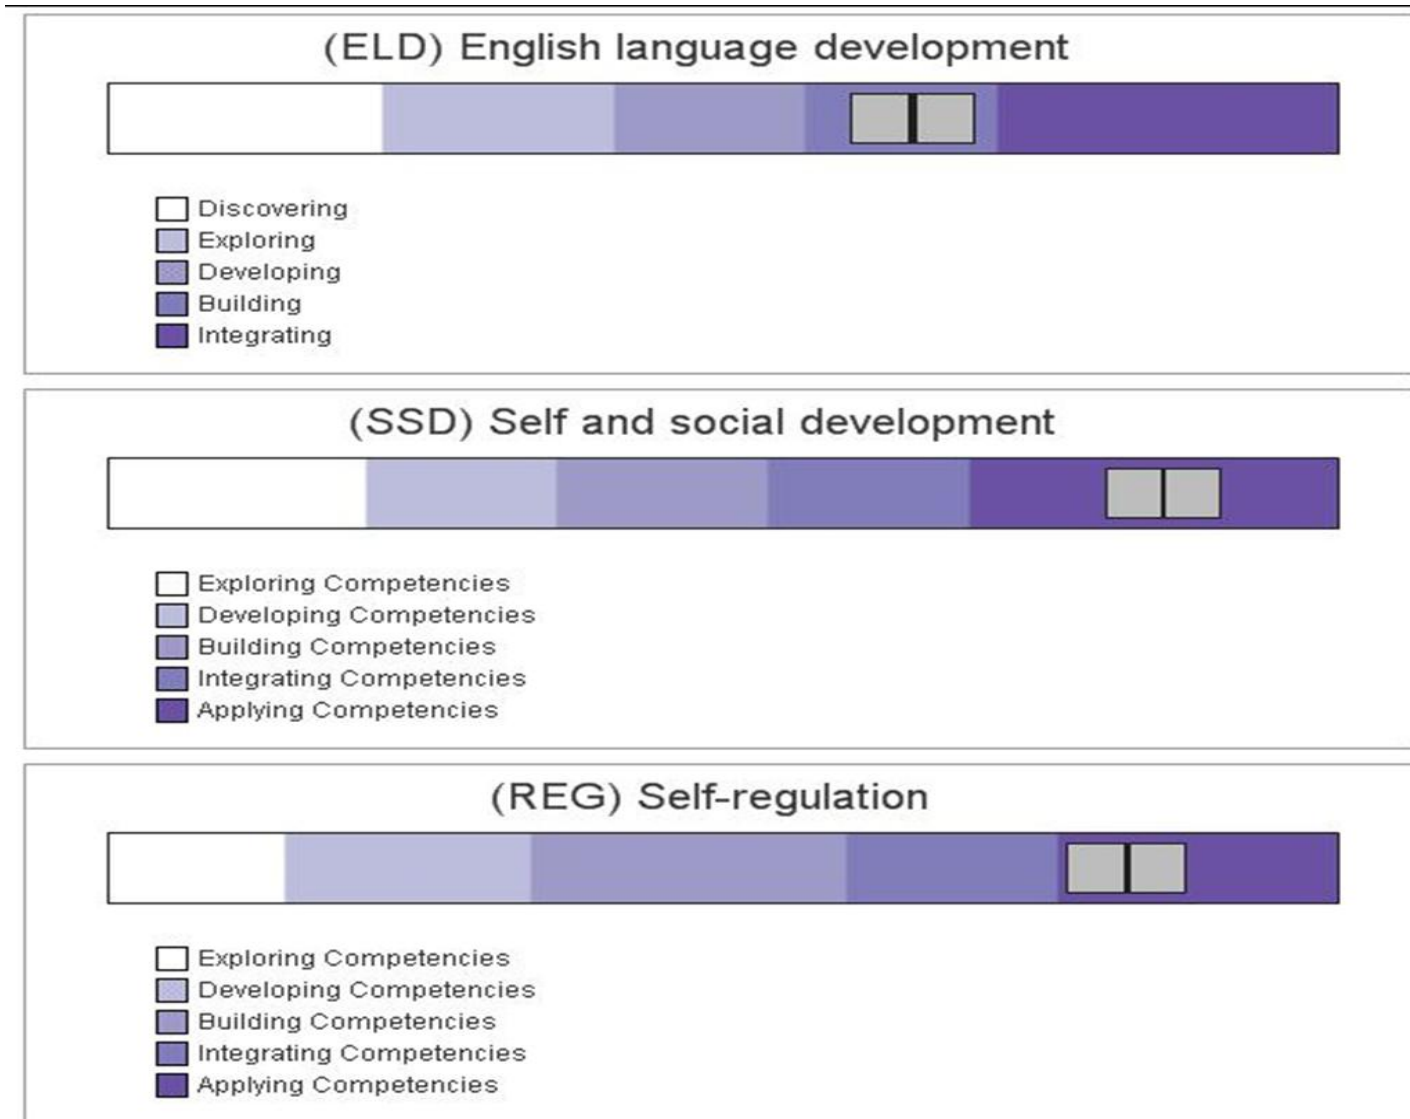 (ELD) English language development
Discovering
Exploring
Developing
Building
Integrating
(SSD) Self and social development
Exploring Competencies
Developing Competencies
Building Competencies
Integrating Competencies
Applying Competencies
(REG) Self-regulation
Exploring Competencies
Developing Competencies
Building Competencies
Integrating Competencies
Applying Competencies